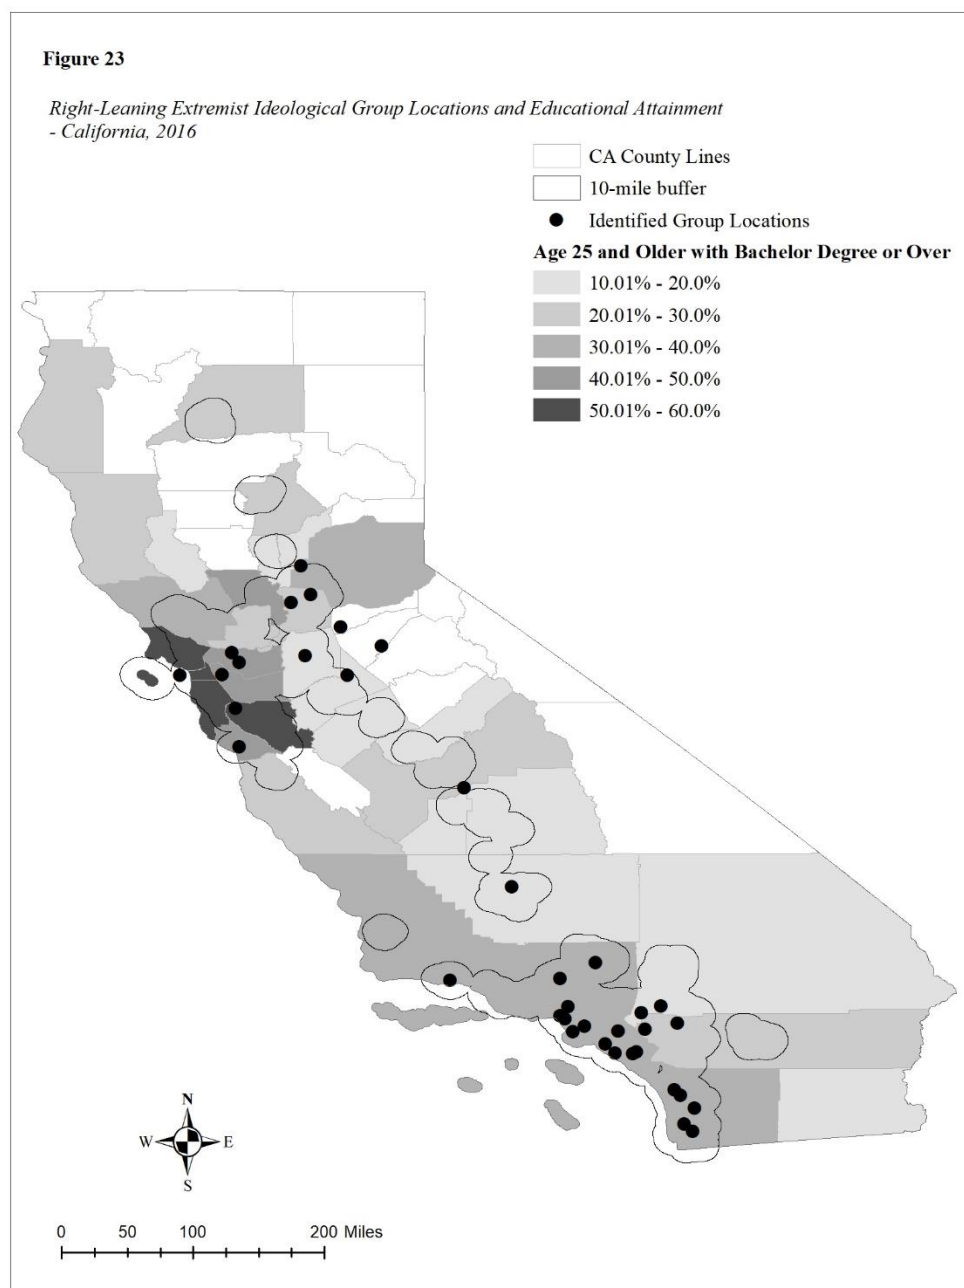 Figure 23
Right-Leaning Extremist Ideological Group Locations and Educational Attainment
- California, 2016
CA County Lines
10-mile buffer
Identified Group Locations
Age 25 and Older with Bachelor Degree or Over
10.01% - 20.0%
20.01% - 30.0%
30.01% - 40.0%
40.01% - 50.0%
50.01% - 60.0%
N
W E
S
0 50 100 200 Miles